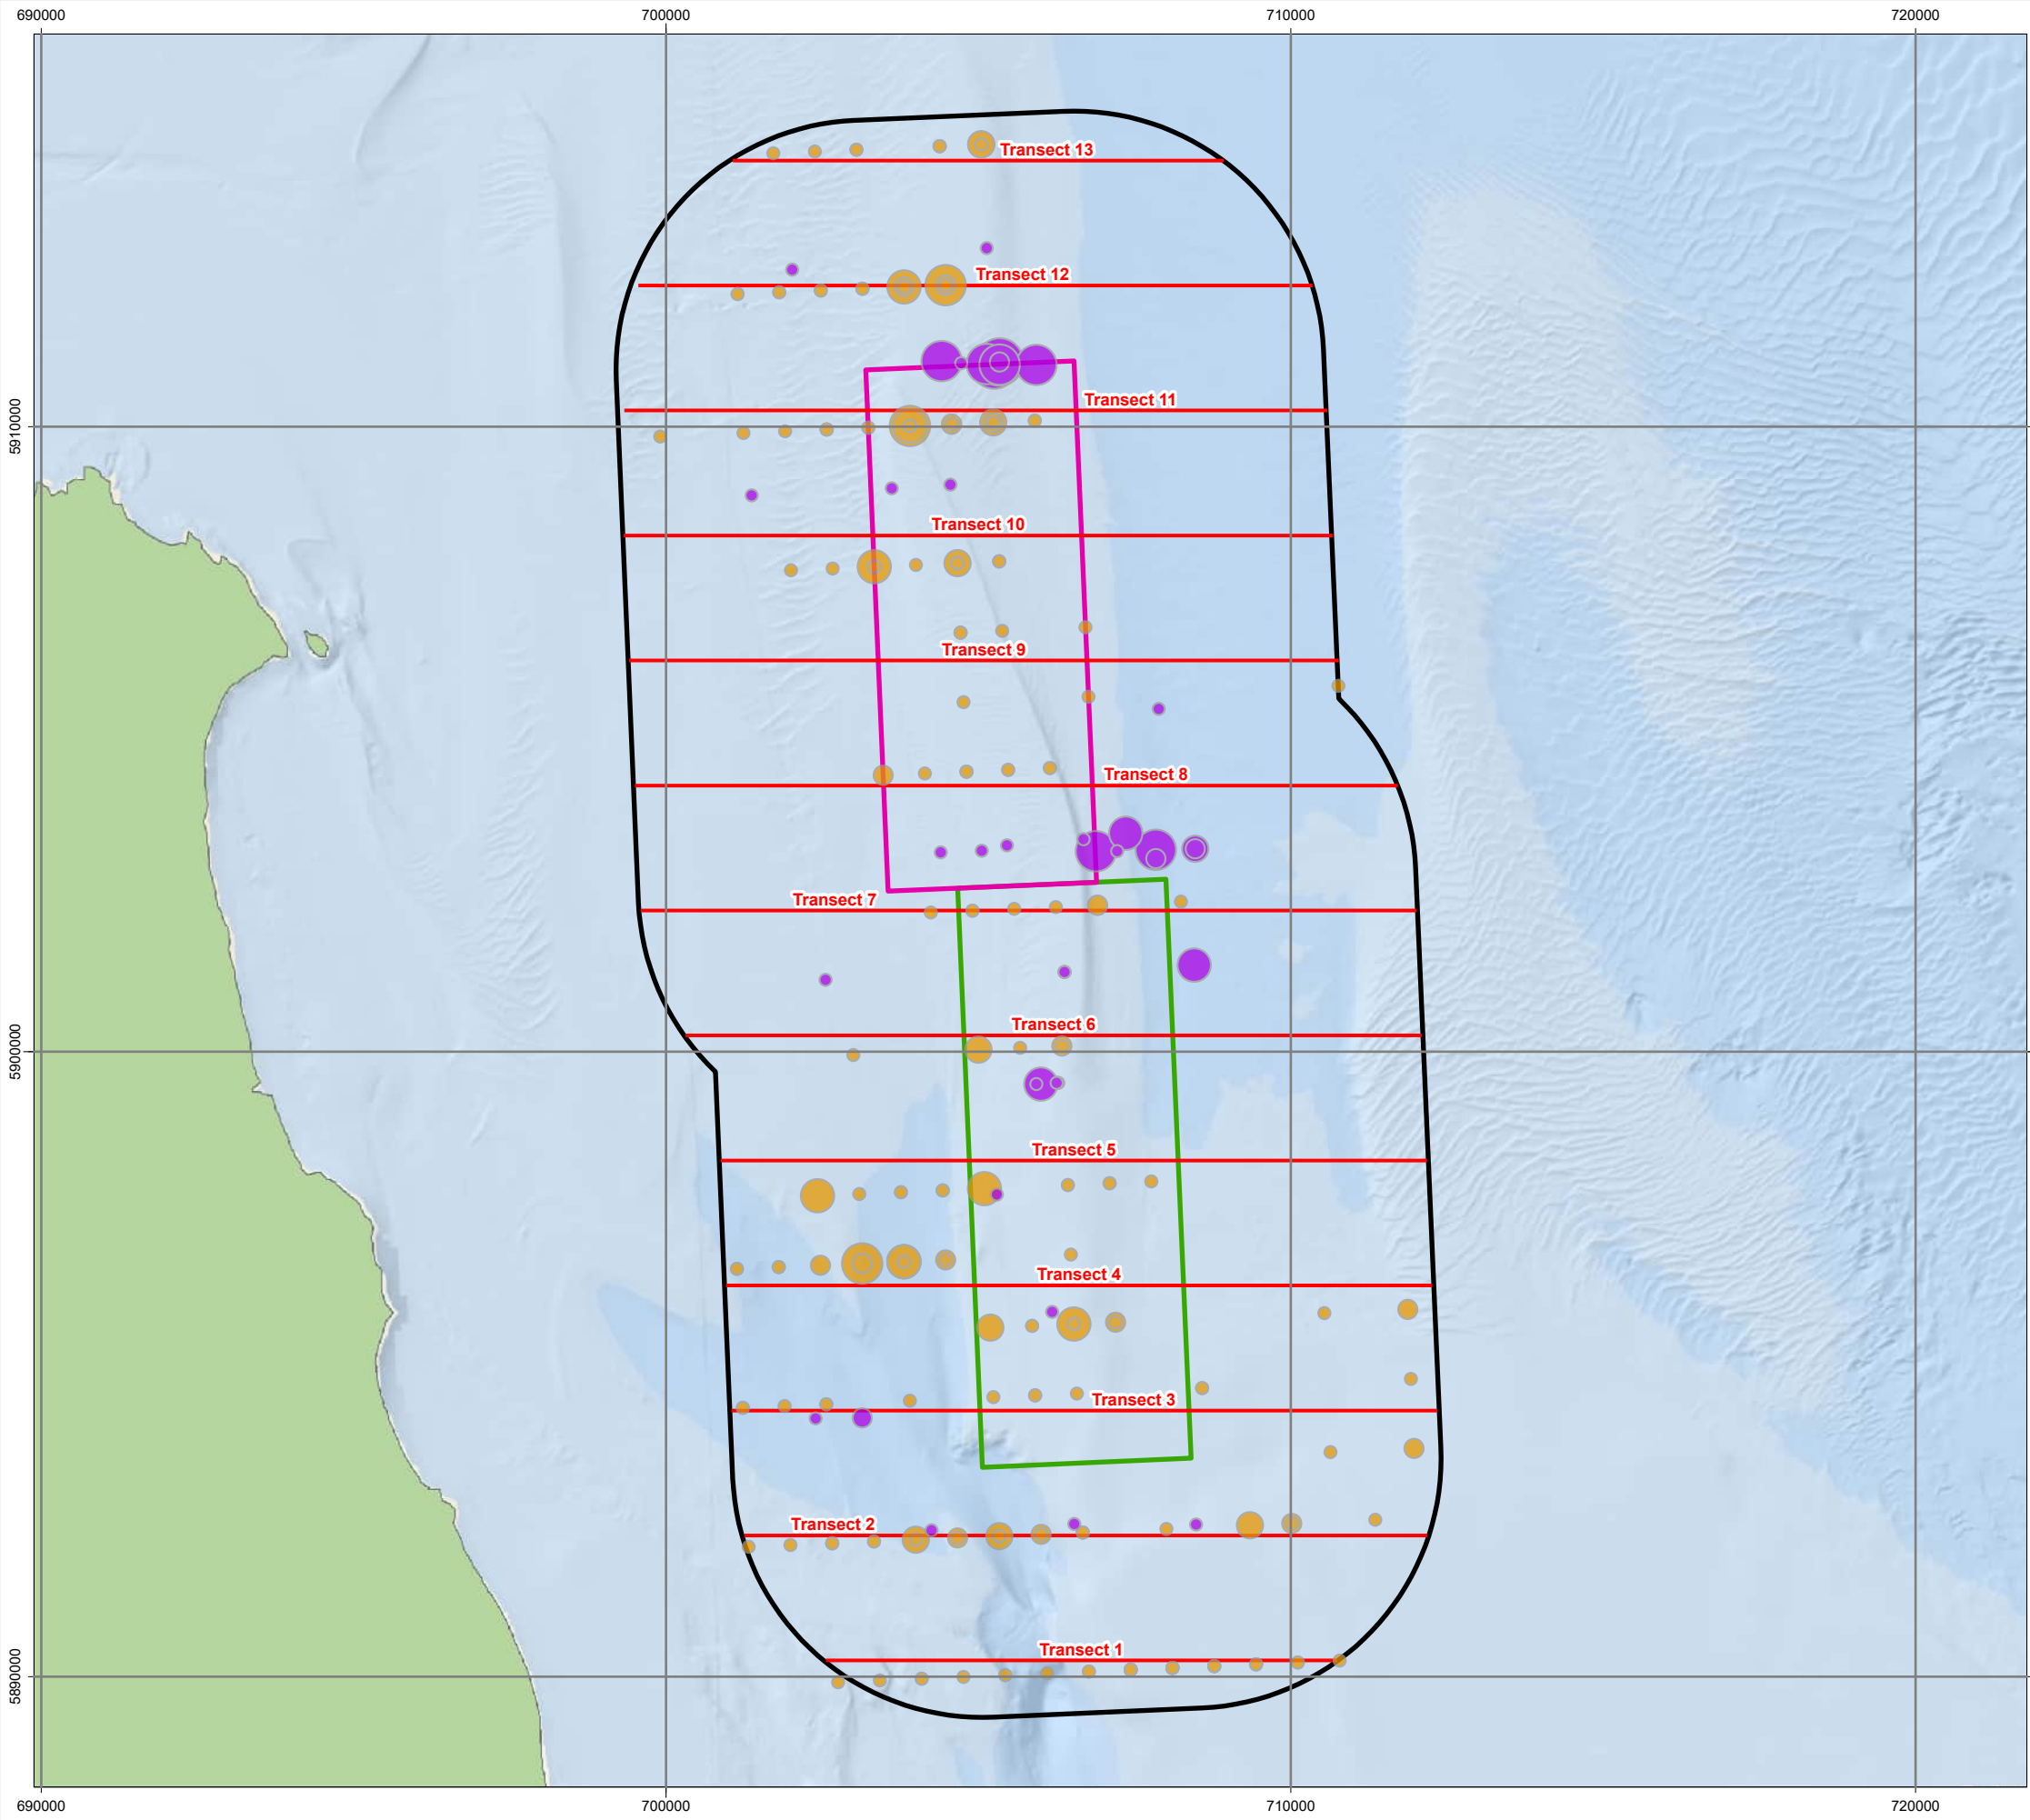 690000
700000
710000
720000
Transect 13
Transect 12
Transect 11
5910000
Transect 10
Transect 9
Transect 8
Transect 7
Transect 6
5900000
Transect 5
Transect 4
Transect 3
Transect 2
Transect 1
5890000
690000
700000
710000
720000